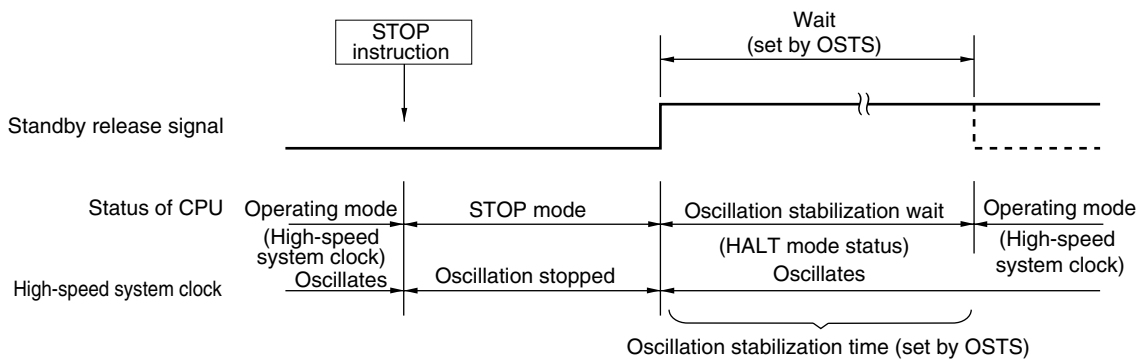 STOP
instruction
Wait
(set by OSTS)
Standby release signal
Status of CPU
Operating mode
(High-speed
system clock)
STOP mode
Oscillation stabilization wait
(HALT mode status)
Operating mode
(High-speed
system clock)
High-speed system clock
Oscillates
Oscillation stopped
Oscillates
Oscillation stabilization time (set by OSTS)